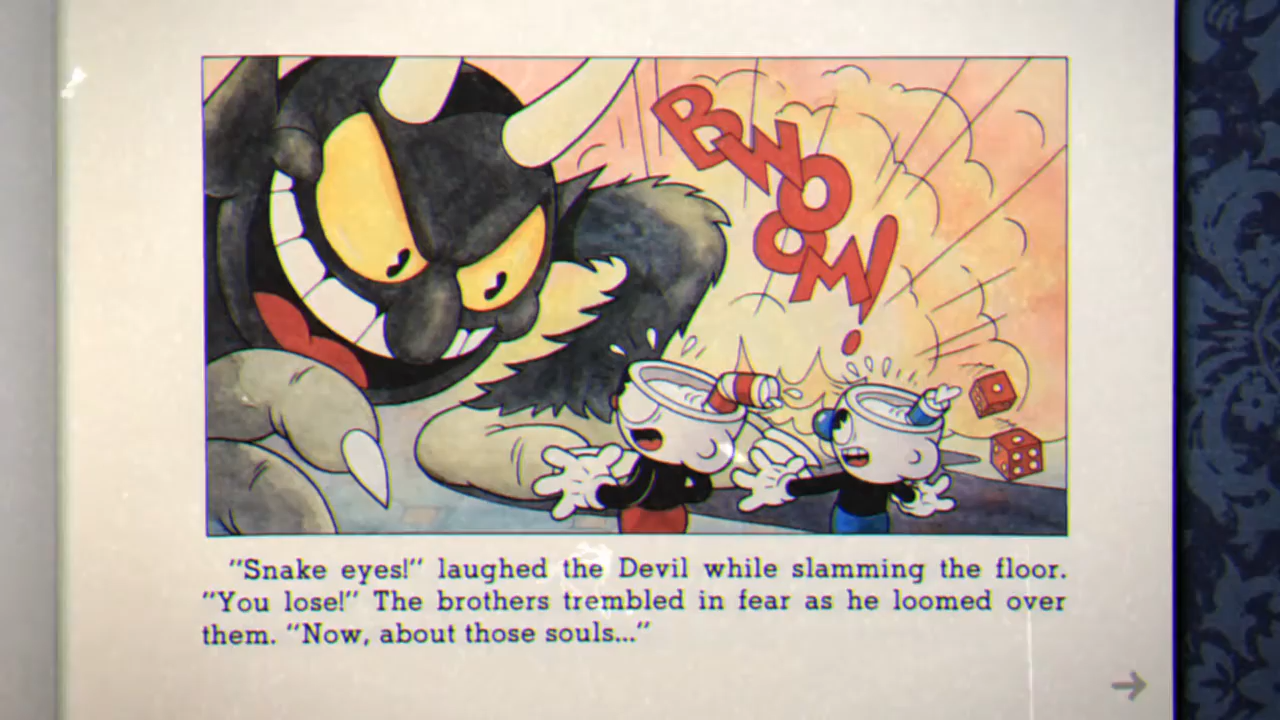 BWOOM!
"Snake eyes!" laughed the Devil while slamming the floor.
"You lose!" The brothers trembled in fear as he loomed over
them. "Now, about those souls..."